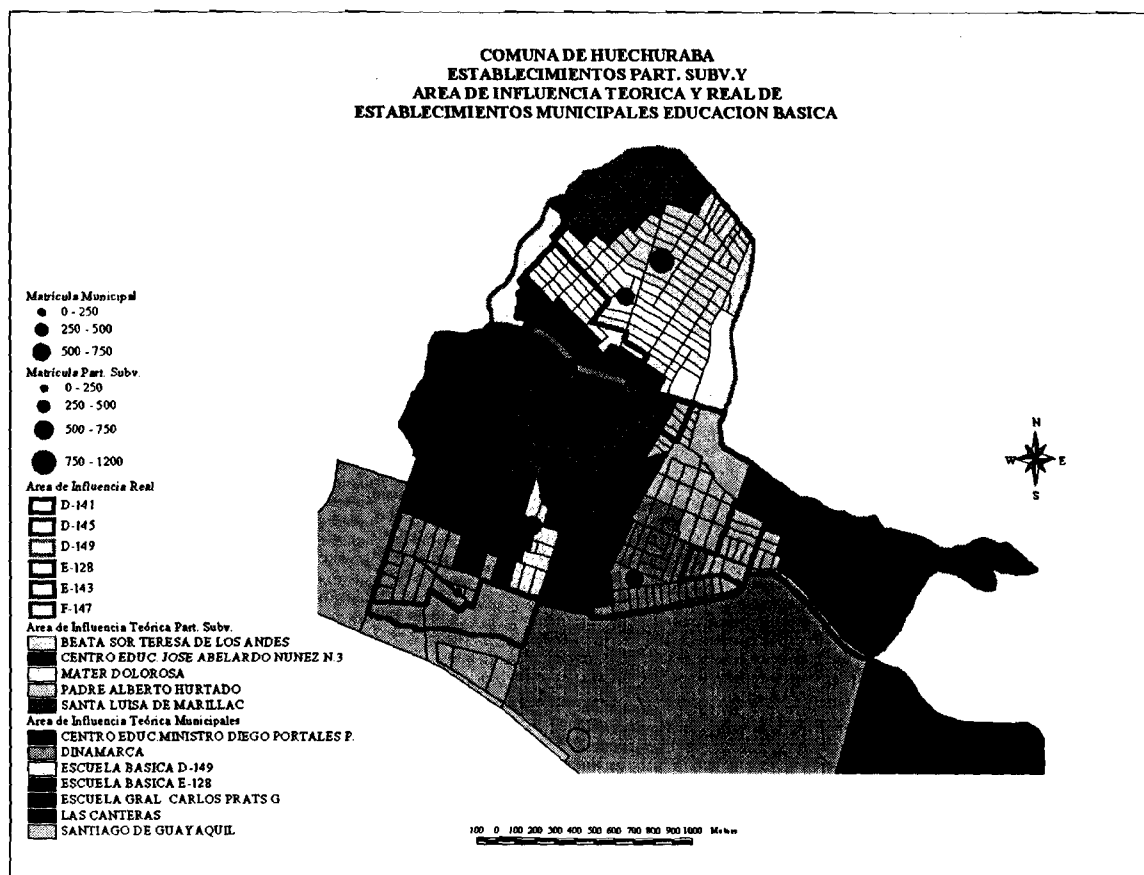 COMUNA DE HUECHURABA
ESTABLECIMIENTOS PART. SUBV.Y
AREA DE INFLUENCIA TEORICA Y REAL DE
ESTABLECIMIENTOS MUNICIPALES EDUCACION BASICA
Matrícula Municipal
0 - 250
250 - 500
500 - 750
Matrícula Part. Subv.
0 - 250
250 - 500
500 - 750
750 - 1200
Area de Influencia Real
D-141
D-145
D-149
E-128
E-143
F-147
Area de Influencia Teórica Part. Subv.
BEATA SOR TERESA DE LOS ANDES
CENTRO EDUC. JOSE ABELARDO NUNEZ N.3
MATER DOLOROSA
PADRE ALBERTO HURTADO
SANTA LUISA DE MARILLAC
Area de Influencia Teórica Municipales
CENTRO EDUC.MINISTRO DIEGO PORTALES P.
DINAMARCA
ESCUELA BASICA D-149
ESCUELA BASICA E-128
ESCUELA GRAL CARLOS PRATS G
LAS CANTERAS
SANTIAGO DE GUAYAQUIL
N
W E
S
100 0 100 200 300 400 500 600 700 800 900 1000 Meters